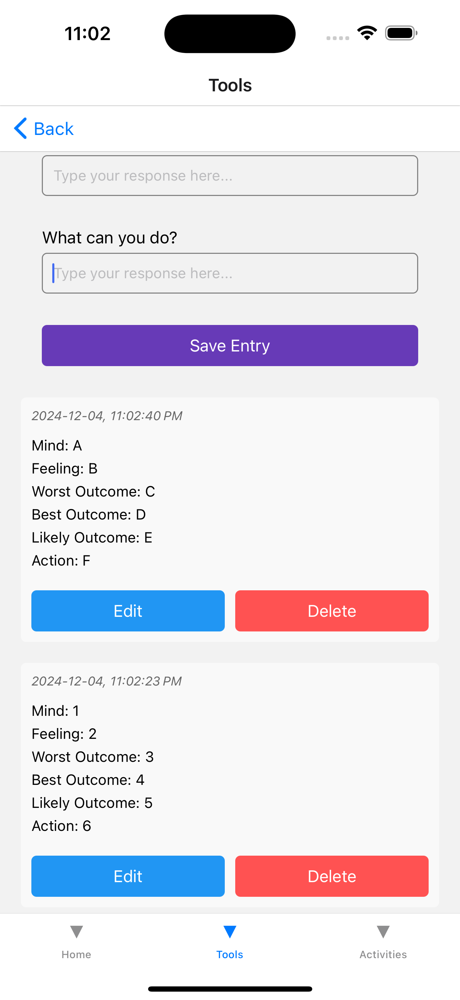 11:02
Tools
Back
Type your response here...
What can you do?
Type your response here...
Save Entry
2024-12-04, 11:02:40 PM
Mind: A
Feeling: B
Worst Outcome: C
Best Outcome: D
Likely Outcome: E
Action: F
Edit Delete
2024-12-04, 11:02:23 PM
Mind: 1
Feeling: 2
Worst Outcome: 3
Best Outcome: 4
Likely Outcome: 5
Action: 6
Edit Delete
Home Tools Activities